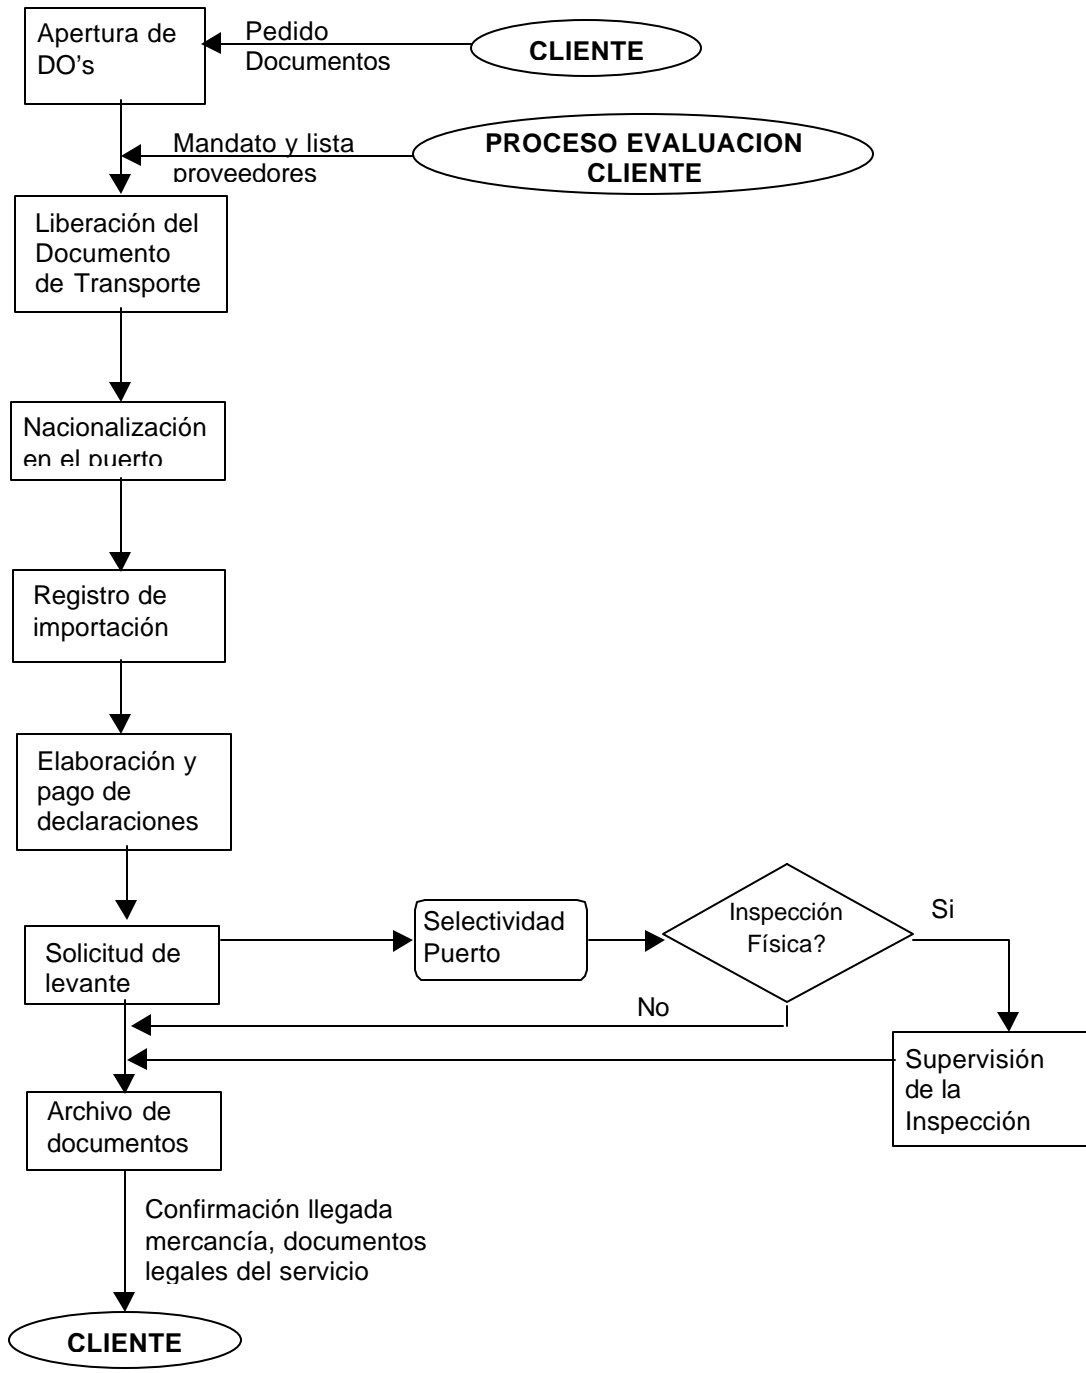 Apertura de
DO's
Pedido
Documentos
CLIENTE
Mandato y lista
proveedores
PROCESO EVALUACION
CLIENTE
Liberación del
Documento
de Transporte
Nacionalización
en el puerto
Registro de
importación
Elaboración y
pago de
declaraciones
Solicitud de
levante
Selectividad
Puerto
Inspección
Física?
Si
No
Supervisión
de la
Inspección
Archivo de
documentos
Confirmación llegada
mercancía, documentos
legales del servicio
CLIENTE